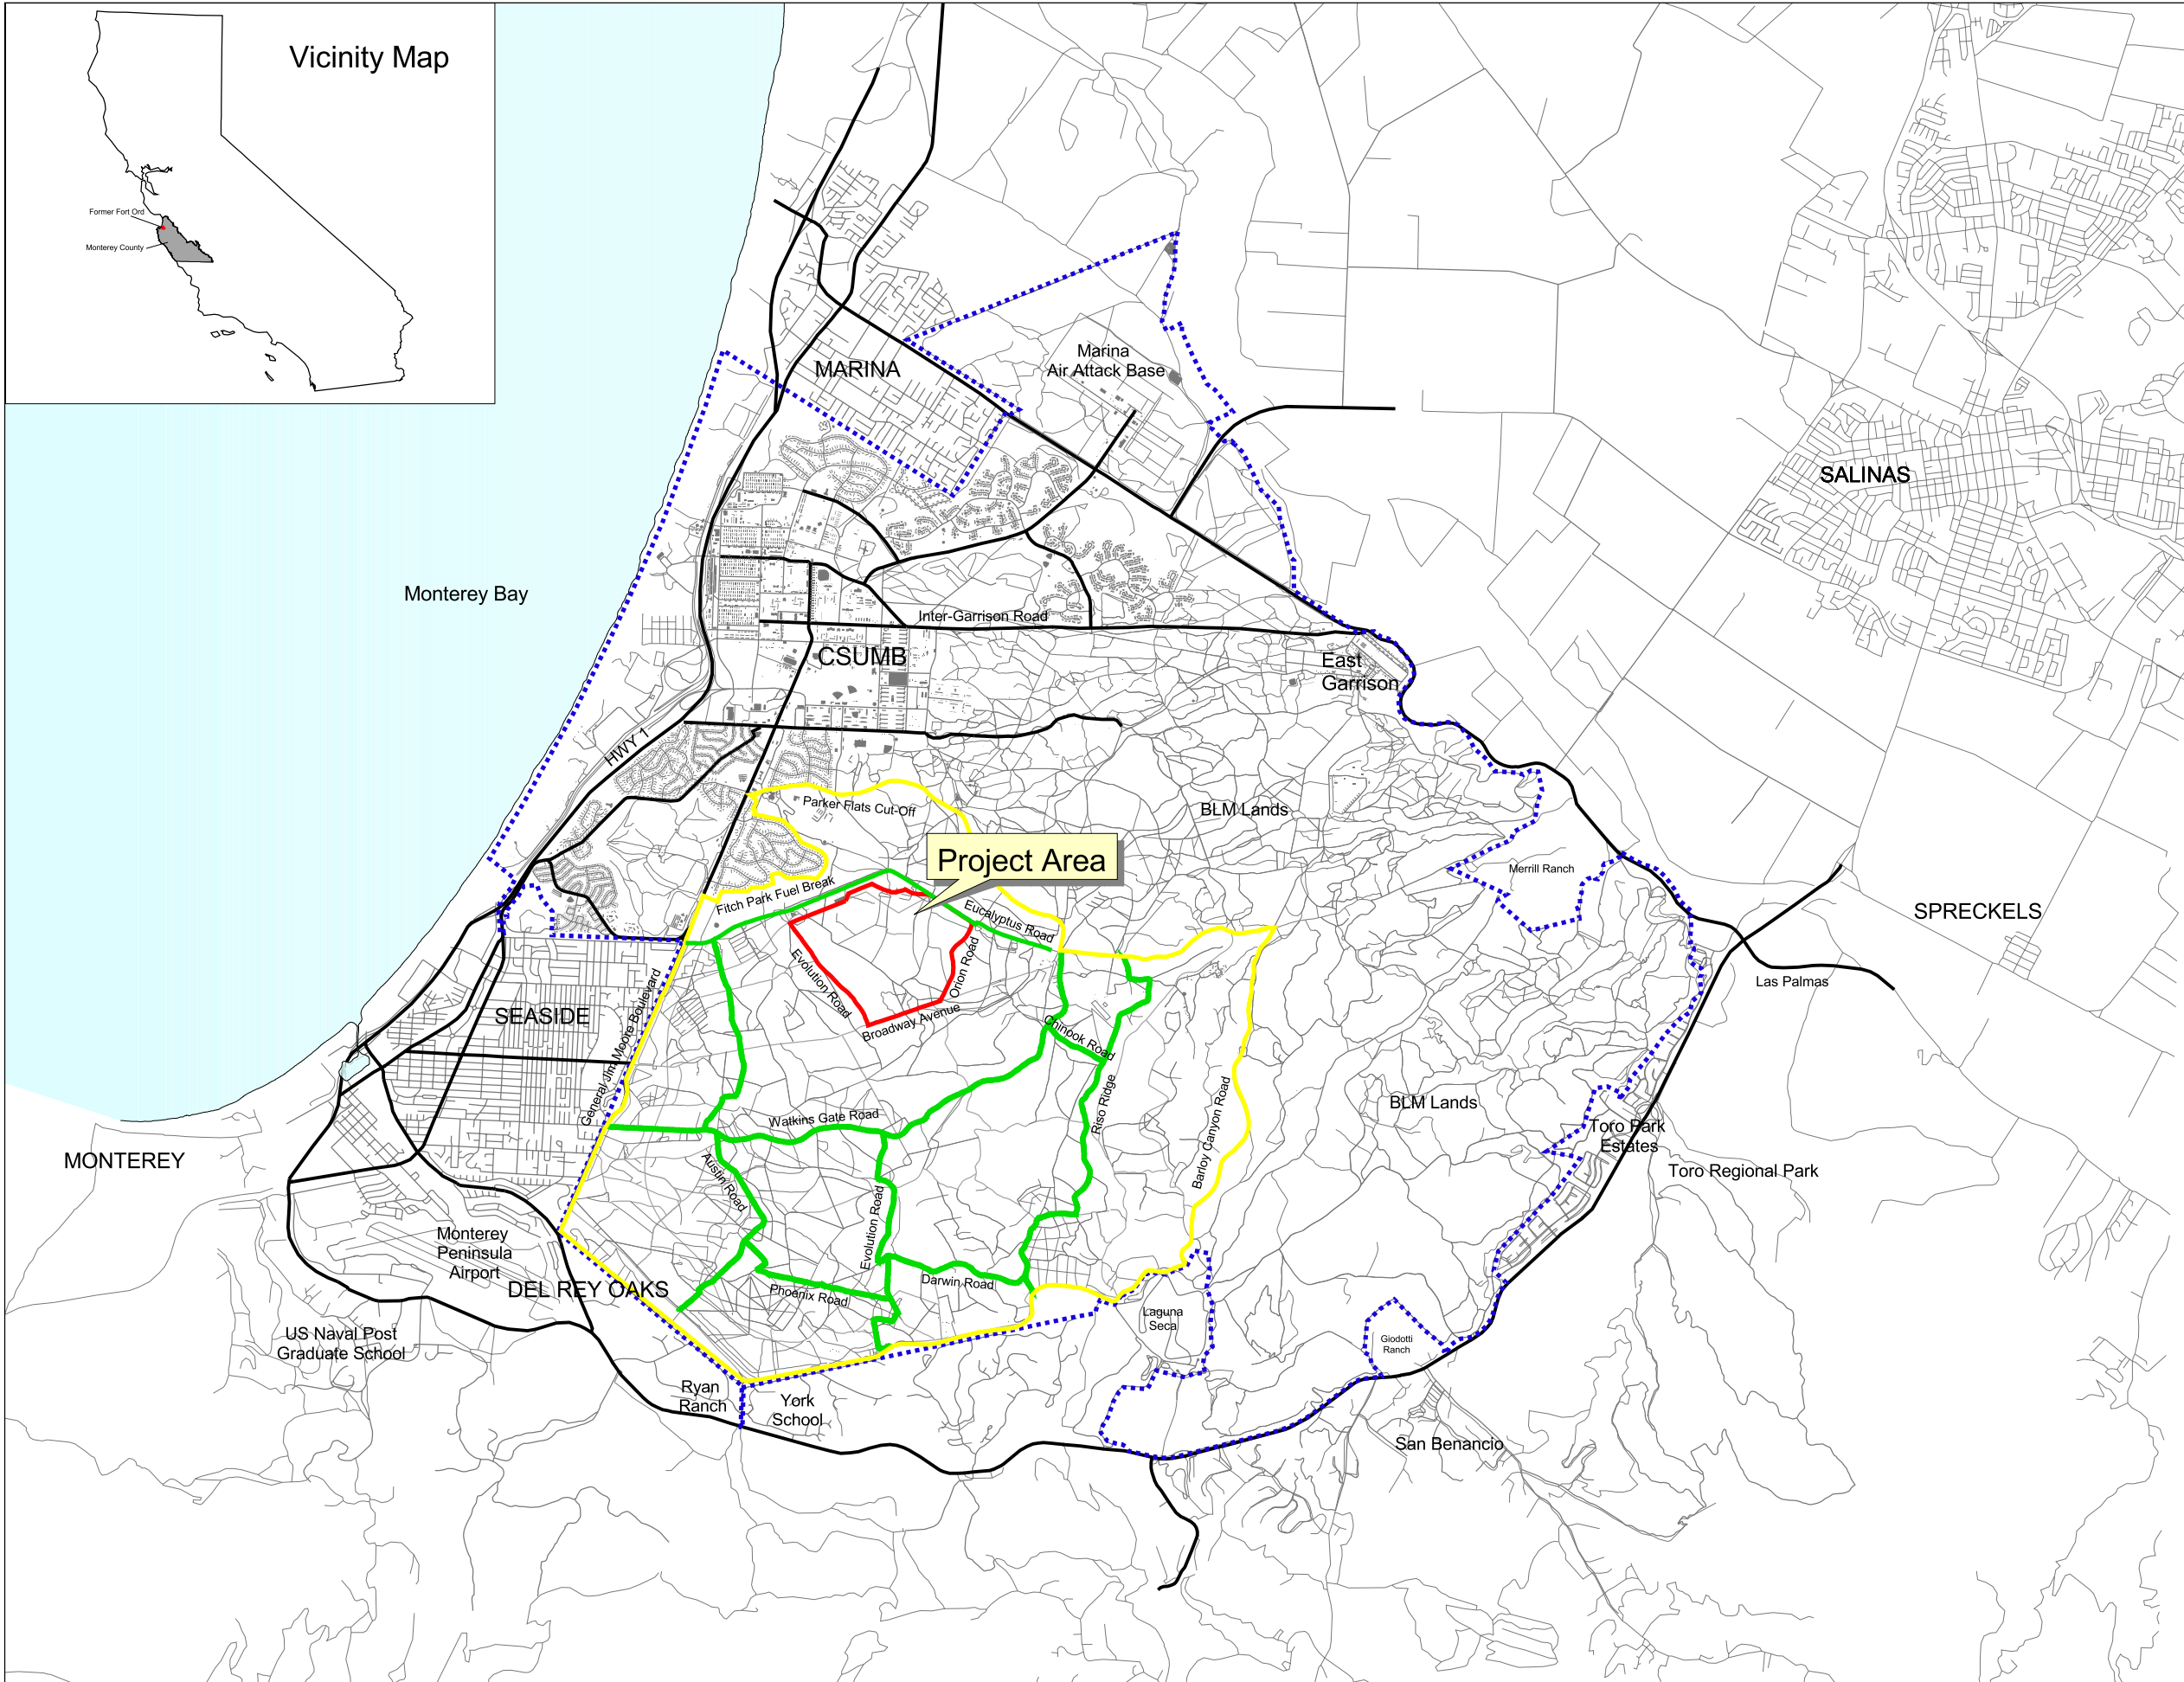 Vicinity Map
Former Fort Ord
Monterey County
Marina
Air Attack Base
MARINA
SALINAS
Monterey Bay
Inter-Garrison Road
CSUMB
East
Garrison
HWY 1
Parker Flats Cut-Off
BLM Lands
Project Area
Merrill Ranch
Fitch Park Fuel Break
Eucalyptus Road
SPRECKELS
Evolution Road
Orion Road
Las Palmas
SEASIDE
General Jim Moore Boulevard
Broadway Avenue
Chinook Road
Watkins Gate Road
Riso Ridge
Barloy Canyon Road
BLM Lands
Toro Park
Estates
MONTEREY
Toro Regional Park
Austin Road
Evolution Road
Monterey
Peninsula
Airport
DEL REY OAKS
Darwin Road
Phoenix Road
Laguna
Seca
US Naval Post
Graduate School
Giodotti
Ranch
Ryan
Ranch
York
School
San Benancio